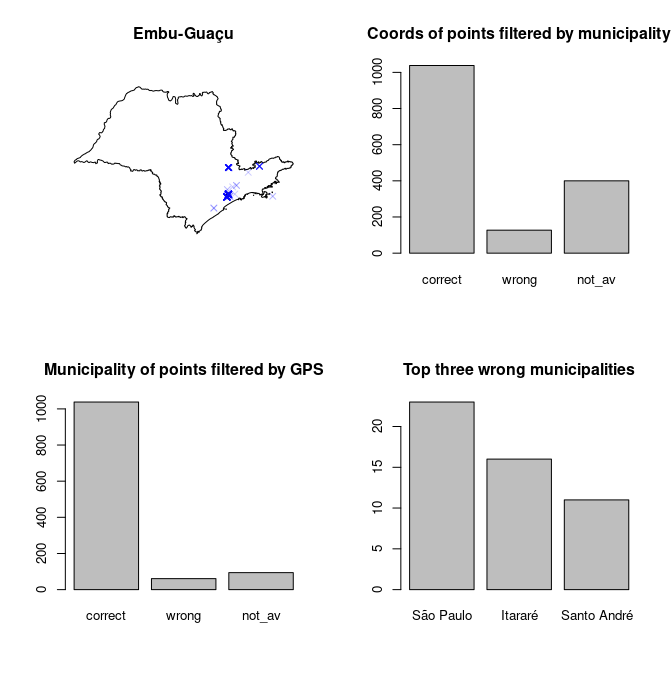 Embu-Guaçu
Coords of points filtered by municipality
0 200 400 600 800 1000
correct wrong not_av
Municipality of points filtered by GPS
0 200 400 600 800 1000
correct wrong not_av
Top three wrong municipalities
0 5 10 15 20
São Paulo Itararé Santo André